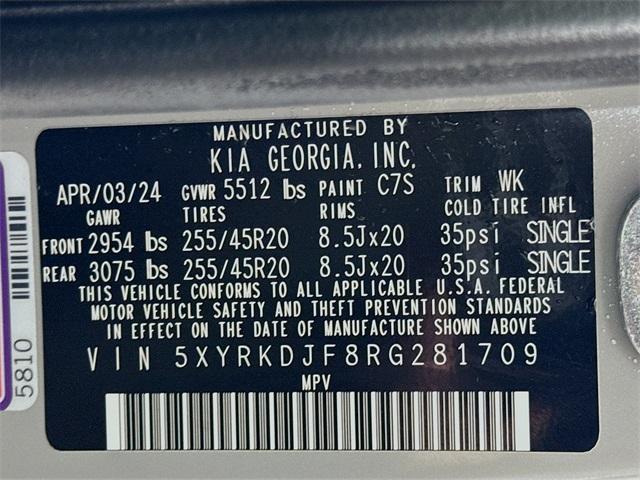 MANUFACTURED BY
KIA GEORGIA, INC.
APR/03/24 GVWR 5512 lbs PAINT C7S TRIM WK
GAWR TIRES RIMS COLD TIRE INFL
FRONT 2954 lbs 255/45R20 8.5Jx20 35psi SINGLE
REAR 3075 lbs 255/45R20 8.5Jx20 35psi SINGLE
THIS VEHICLE CONFORMS TO ALL APPLICABLE U.S.A. FEDERAL
MOTOR VEHICLE SAFETY AND THEFT PREVENTION STANDARDS
IN EFFECT ON THE DATE OF MANUFACTURE SHOWN ABOVE.
VIN 5XYRKDJF8RG281709
MPV
5810